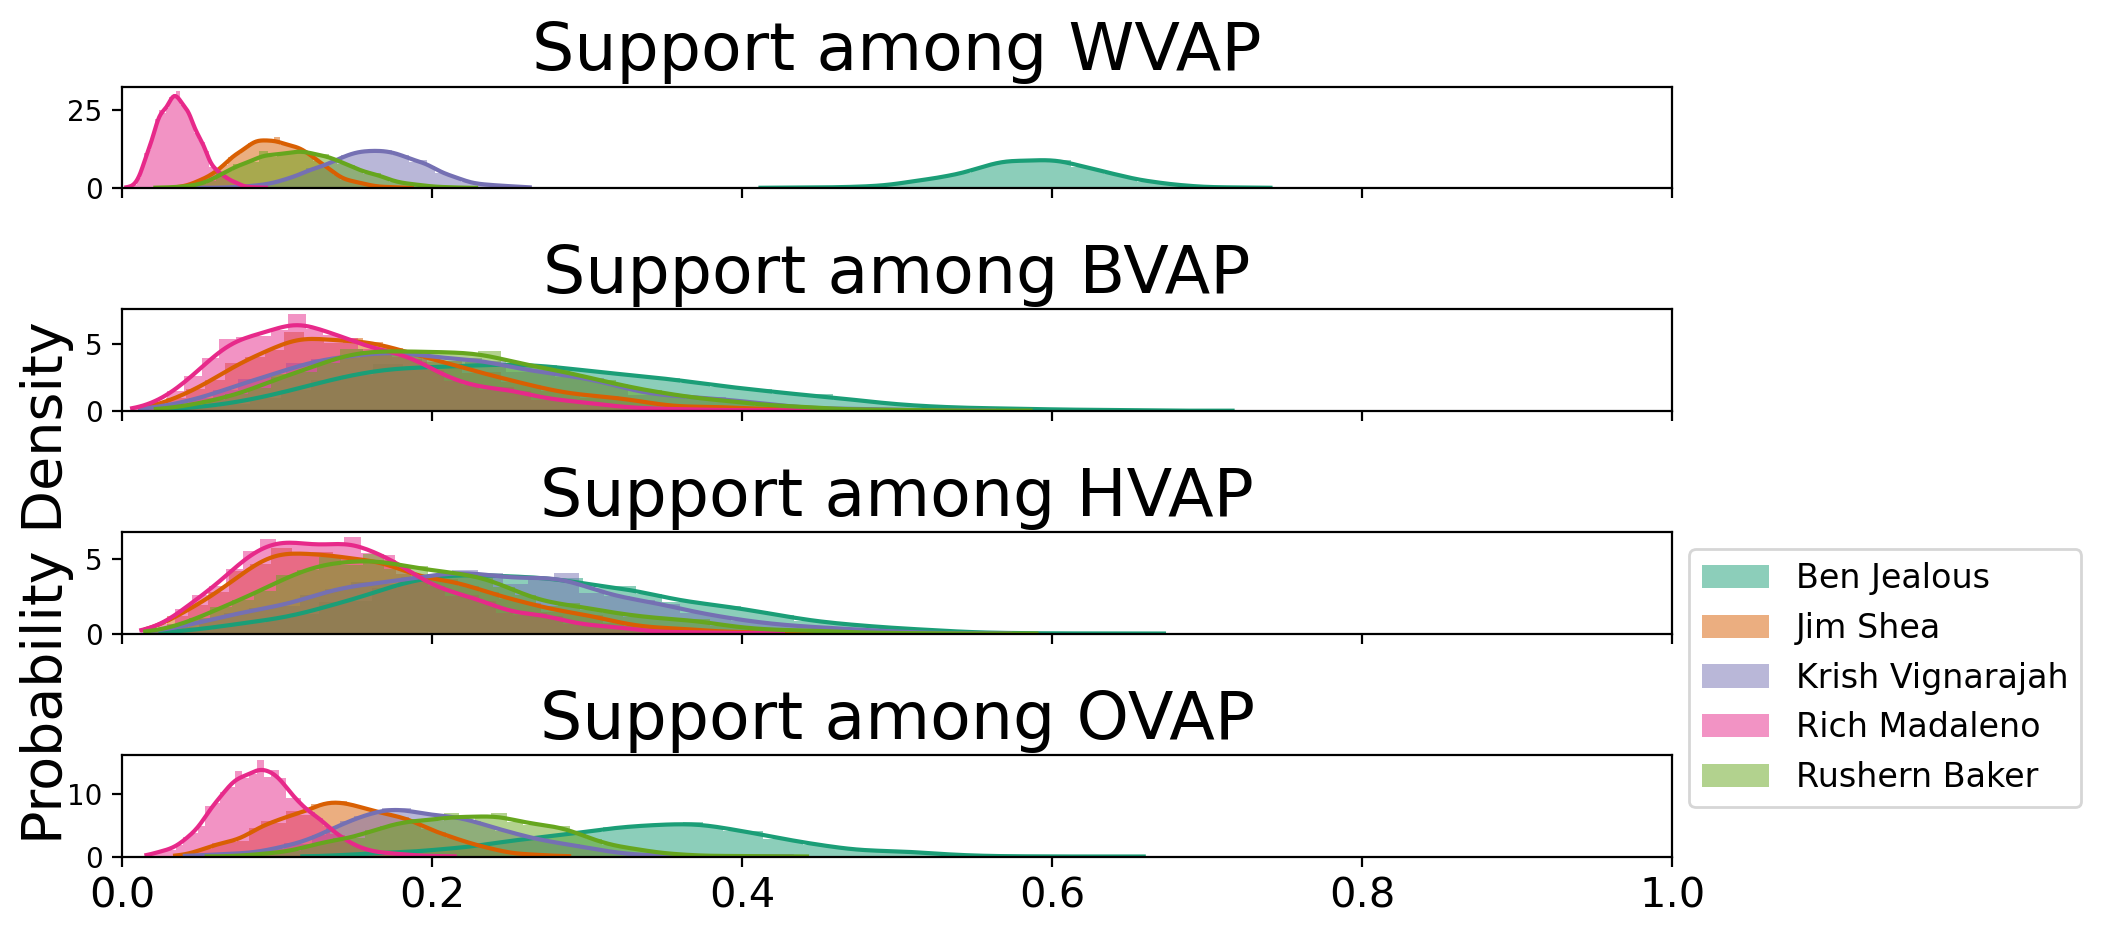 Support among WVAP
25
0
Support among BVAP
5
0
Support among HVAP
5
0
Support among OVAP
10
0
0.0 0.2 0.4 0.6 0.8 1.0
Probability Density
Ben Jealous
Jim Shea
Krish Vignarajah
Rich Madaleno
Rushern Baker